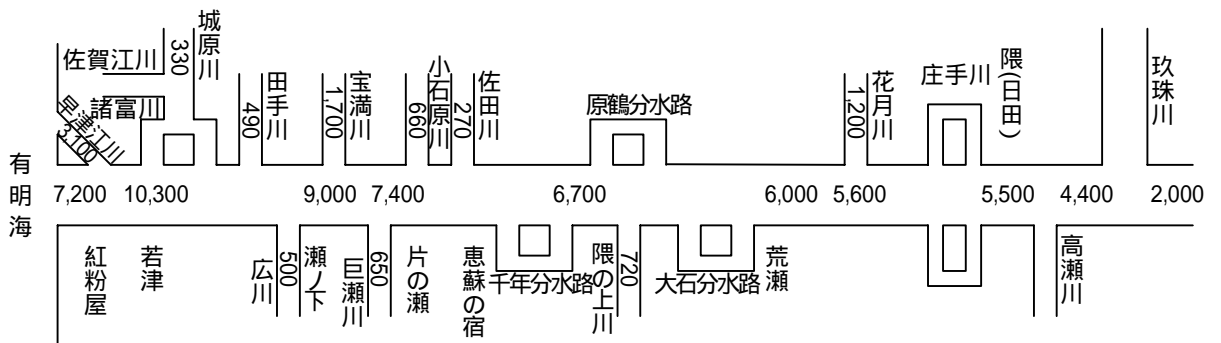 城原川
330
佐賀江川
諸富川
早津江川
3,100
田手川
490
宝満川
1,700
小石原川
660
佐田川
270
原鶴分水路
花月川
1,200
庄手川
隈(日田)
玖珠川
有明海
7,200
10,300
9,000
7,400
6,700
6,000
5,600
5,500
4,400
2,000
紅粉屋
若津
広川
500
瀬ノ下
巨瀬川
650
片の瀬
恵蘇の宿
千年分水路
隈の上川
720
大石分水路
荒瀬
高瀬川